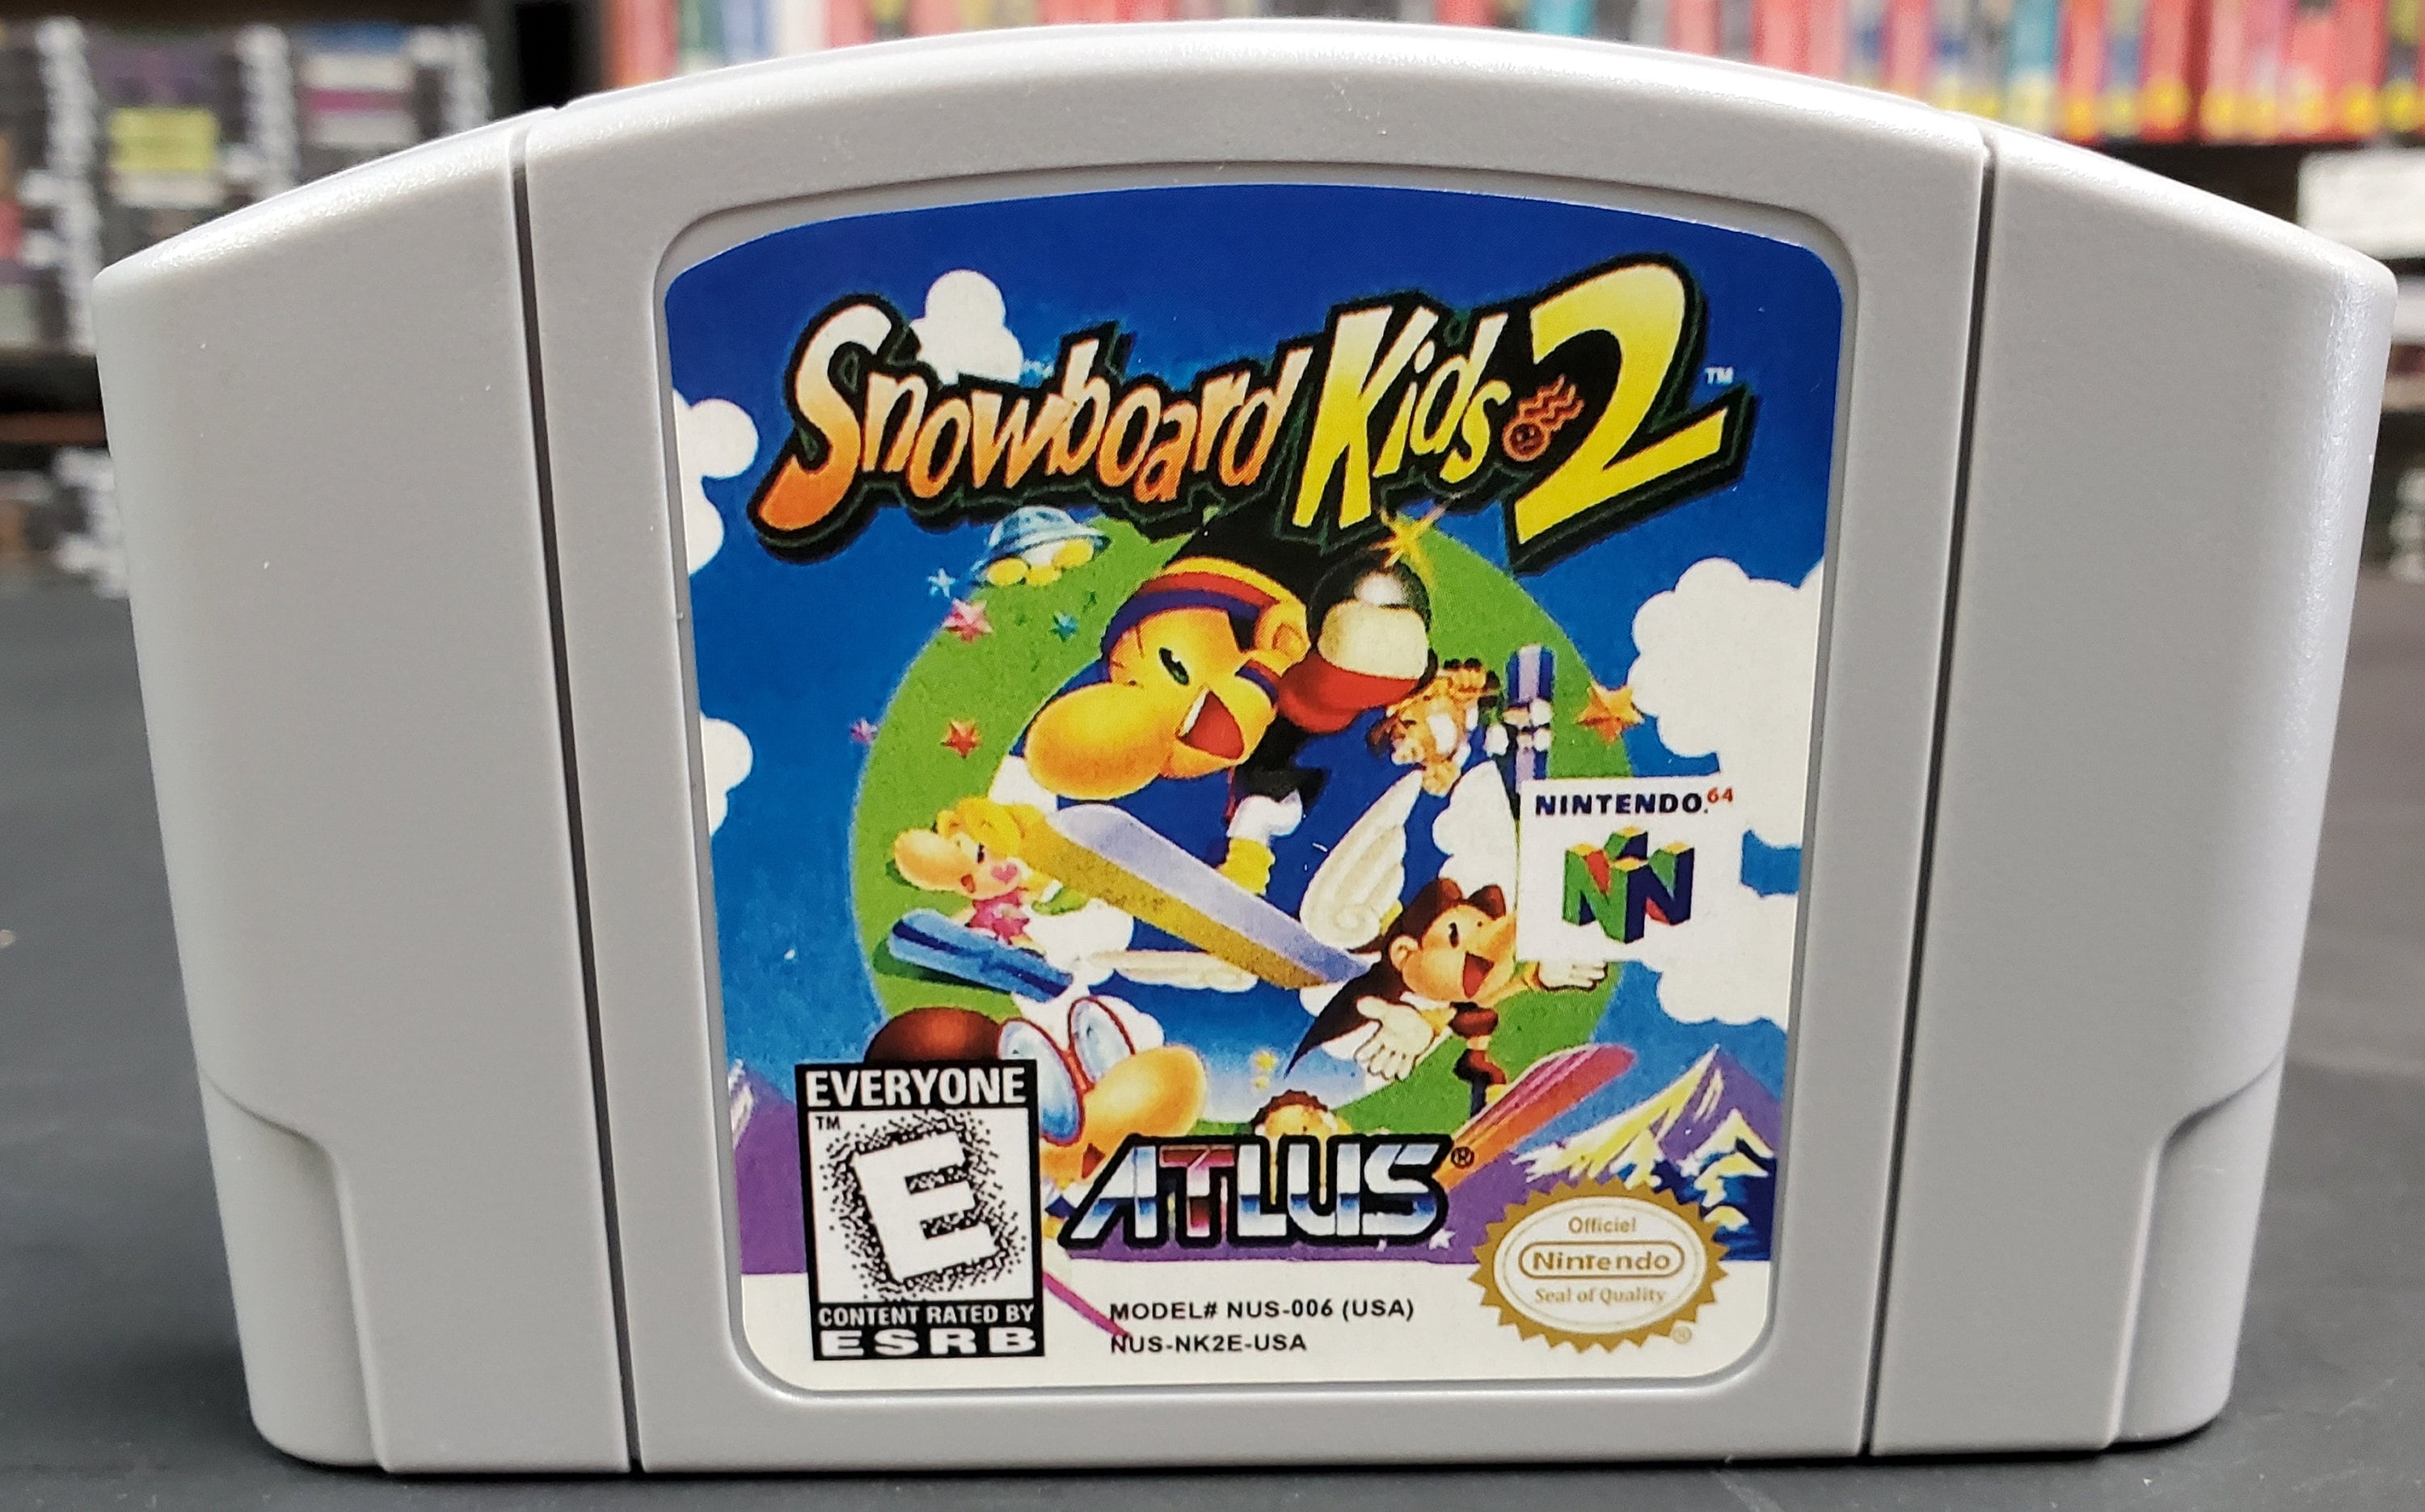 Snowboard Kids 2 ™
NINTENDO.64
EVERYONE
™
E
CONTENT RATED BY
ESRB
ATLUS®
MODEL# NUS-006 (USA)
NUS-NK2E-USA
Officiel
Nintendo
Seal of Quality
®